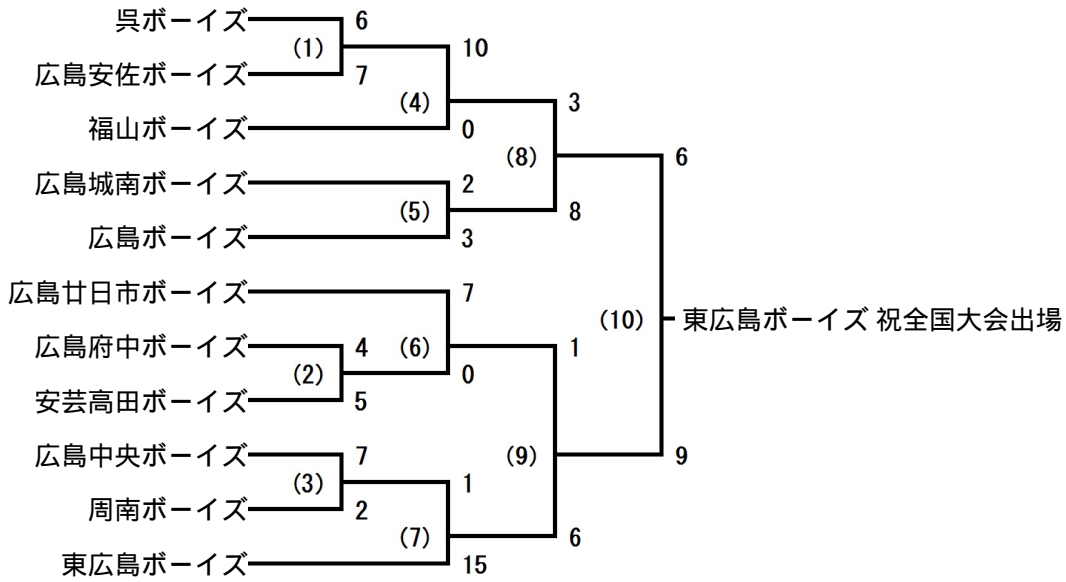 呉ボーイズ 6
(1) 10
広島安佐ボーイズ 7
(4) 3
福山ボーイズ 0
(8) 6
広島城南ボーイズ 2
(5) 8
広島ボーイズ 3
広島廿日市ボーイズ 7
(10) 東広島ボーイズ 祝全国大会出場
広島府中ボーイズ 4 (6) 1
(2) 0
安芸高田ボーイズ 5
広島中央ボーイズ 7 (9) 9
(3) 1
周南ボーイズ 2
(7) 6
東広島ボーイズ 15